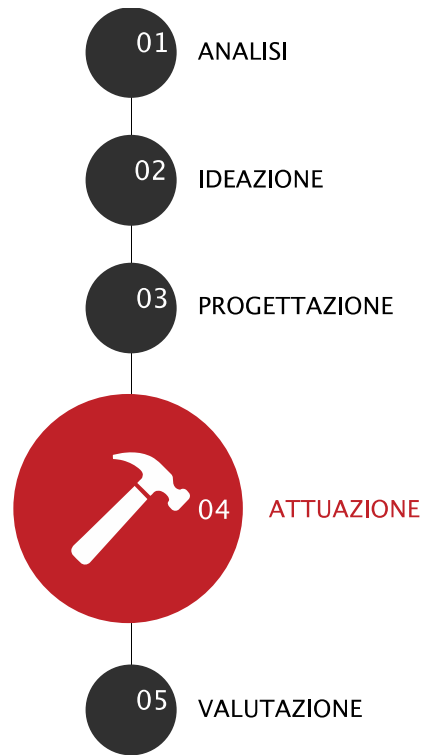 01 ANALISI
02 IDEAZIONE
03 PROGETTAZIONE
04 ATTUAZIONE
05 VALUTAZIONE